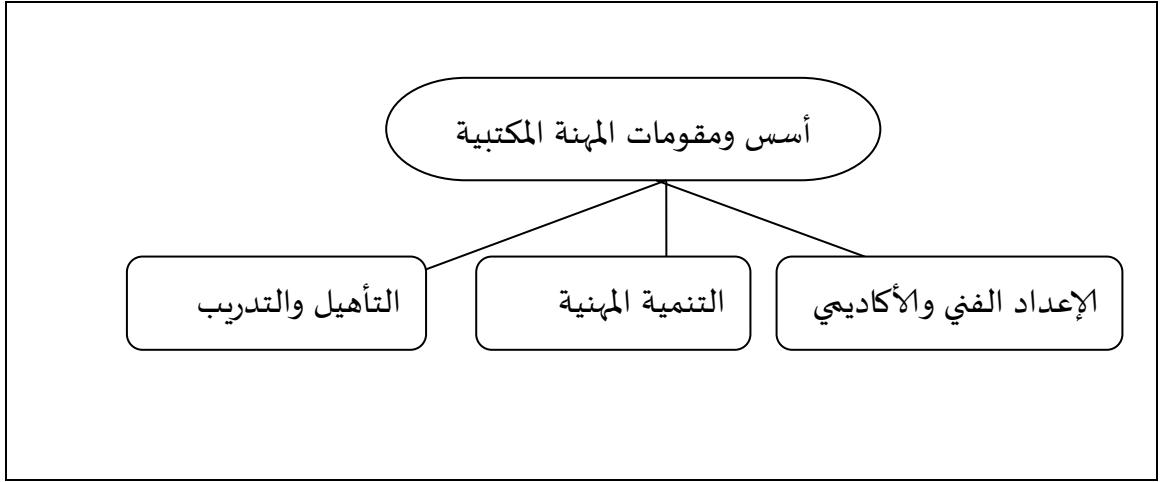 أسس ومقومات المهنة المكتبية
الإعداد الفني والأكاديمي
التنمية المهنية
التأهيل والتدريب